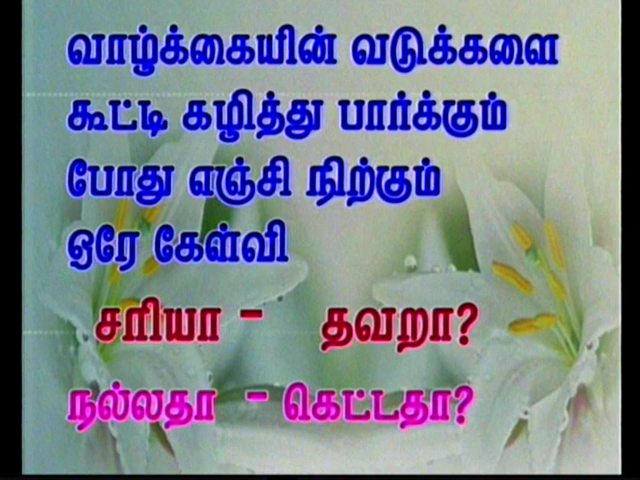 வாழ்க்கையின் வடுக்களை
கூட்டி கழித்து பார்க்கும்
போது எஞ்சி நிற்கும்
ஒரே கேள்வி
சரியா - தவறா?
நல்லதா - கெட்டதா?